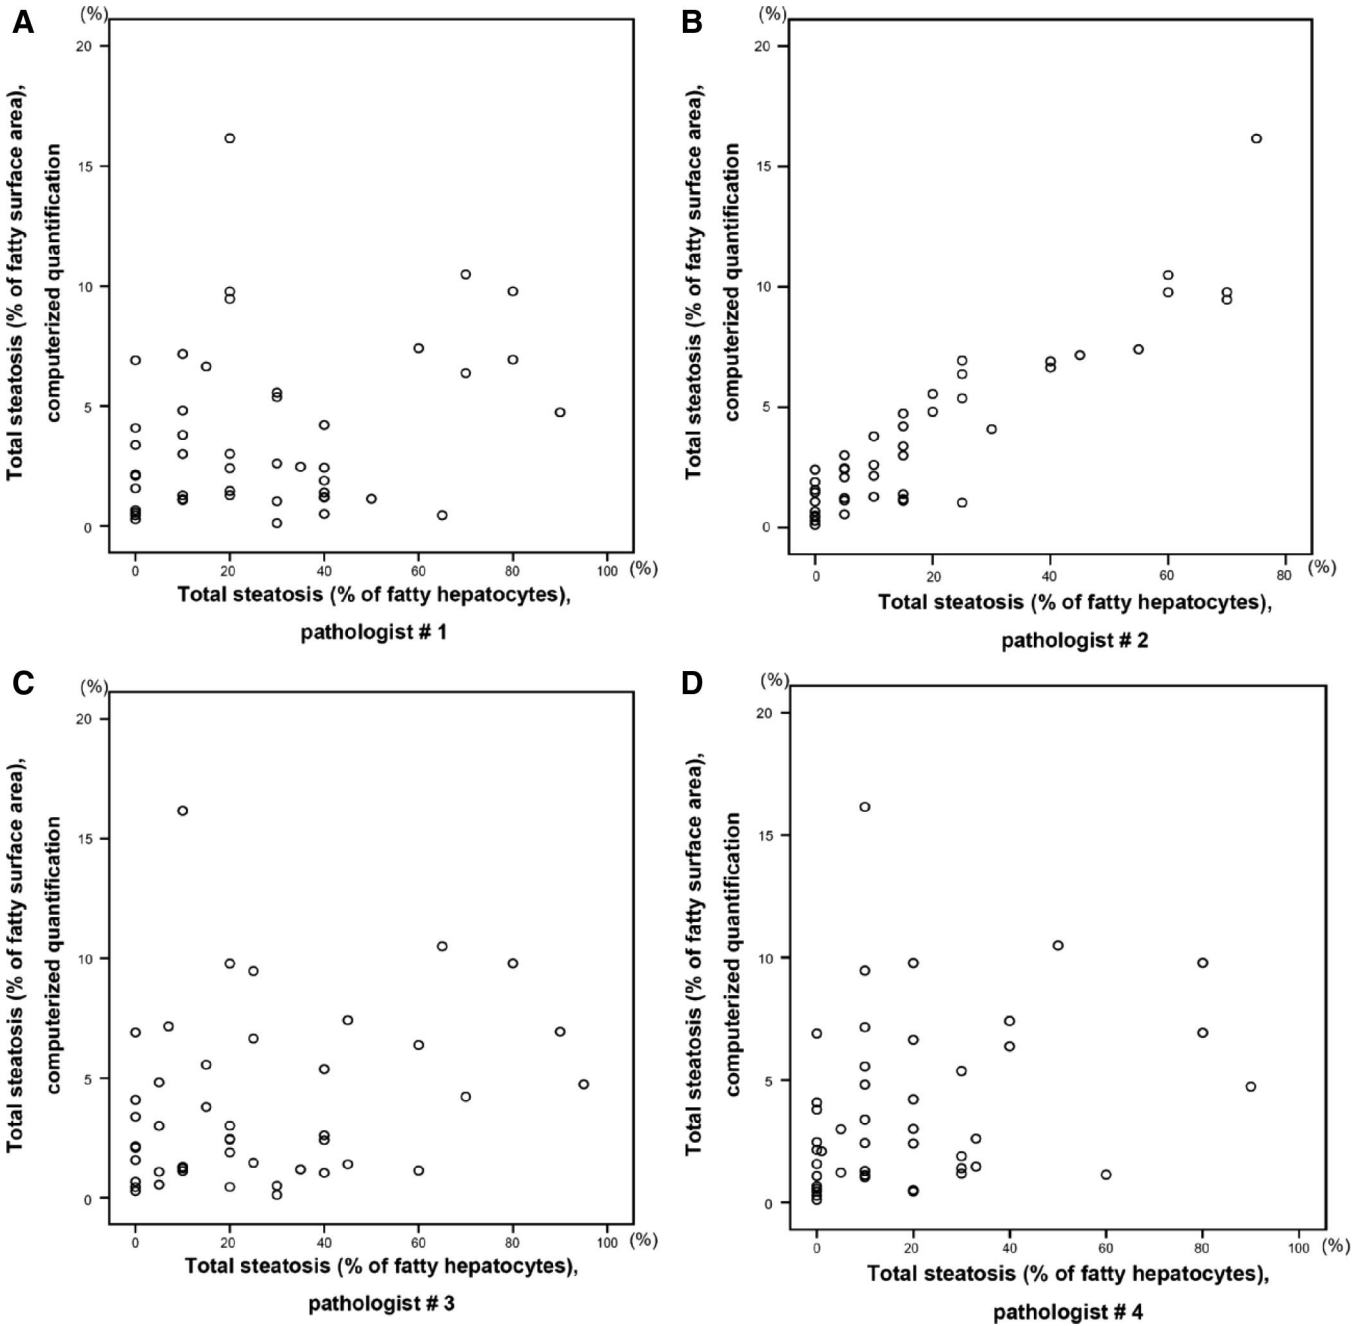 A
(%)
20
15
10
5
0
Total steatosis (% of fatty surface area),
computerized quantification
0 20 40 60 80 100 (%)
Total steatosis (% of fatty hepatocytes),
pathologist # 1
B
(%)
20
15
10
5
0
Total steatosis (% of fatty surface area),
computerized quantification
0 20 40 60 80 (%)
Total steatosis (% of fatty hepatocytes),
pathologist # 2
C
(%)
20
15
10
5
0
Total steatosis (% of fatty surface area),
computerized quantification
0 20 40 60 80 100 (%)
Total steatosis (% of fatty hepatocytes),
pathologist # 3
D
(%)
20
15
10
5
0
Total steatosis (% of fatty surface area),
computerized quantification
0 20 40 60 80 100 (%)
Total steatosis (% of fatty hepatocytes),
pathologist # 4